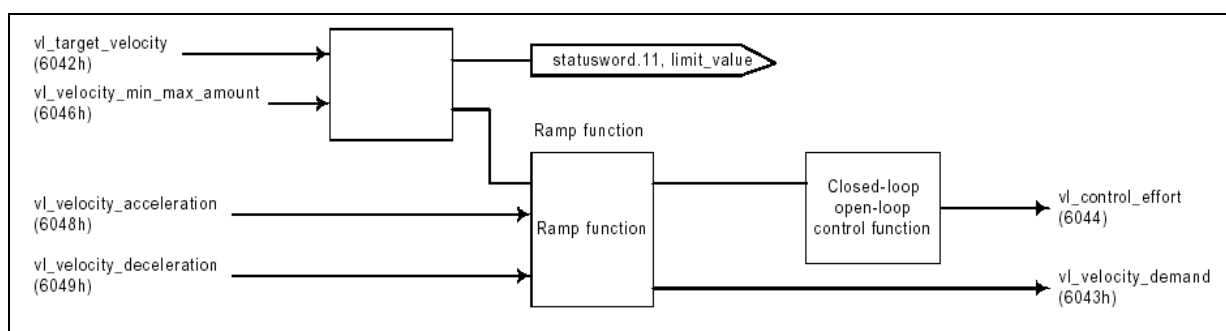 vl_target_velocity
(6042h)
vl_velocity_min_max_amount
(6046h)
statusword.11, limit_value
Ramp function
vl_velocity_acceleration
(6048h)
vl_velocity_deceleration
(6049h)
Ramp function
Closed-loop
open-loop
control function
vl_control_effort
(6044)
vl_velocity_demand
(6043h)